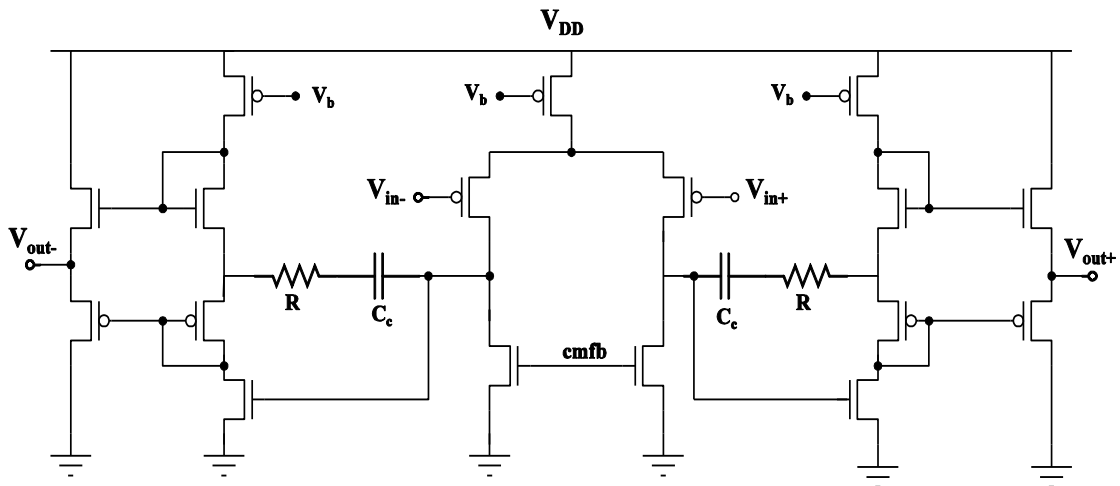 VDD
Vb
Vb
Vb
Vin-
Vin+
Vout-
Vout+
R
Cc
Cc
R
cmfb